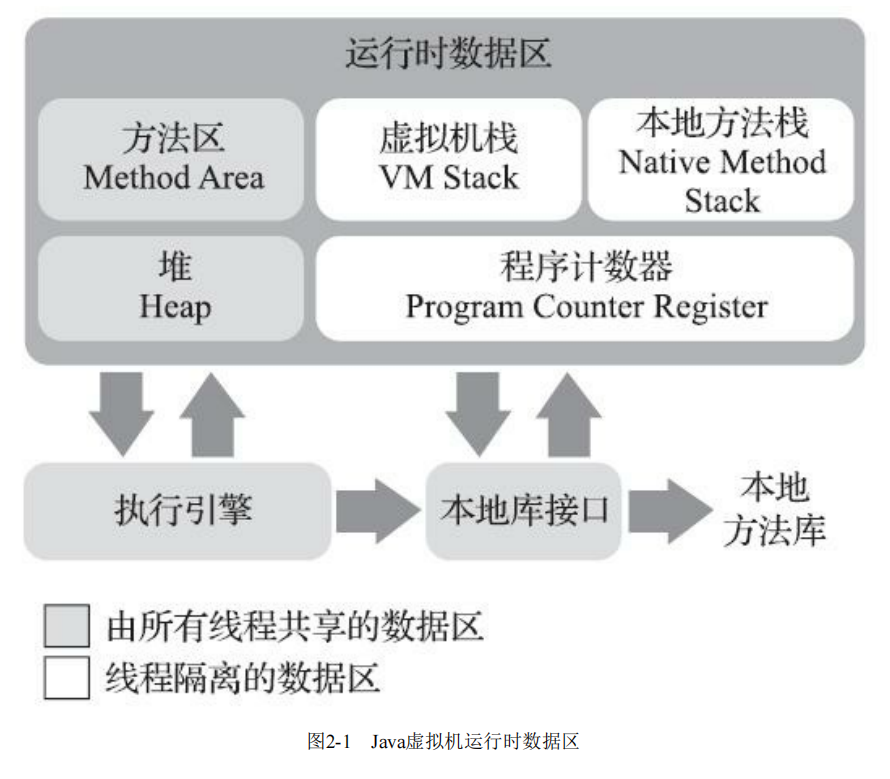 运行时数据区
方法区
Method Area
虚拟机栈
VM Stack
本地方法栈
Native Method
Stack
堆
Heap
程序计数器
Program Counter Register
执行引擎
本地库接口
本地
方法库
由所有线程共享的数据区
线程隔离的数据区
图2-1 Java虚拟机运行时数据区